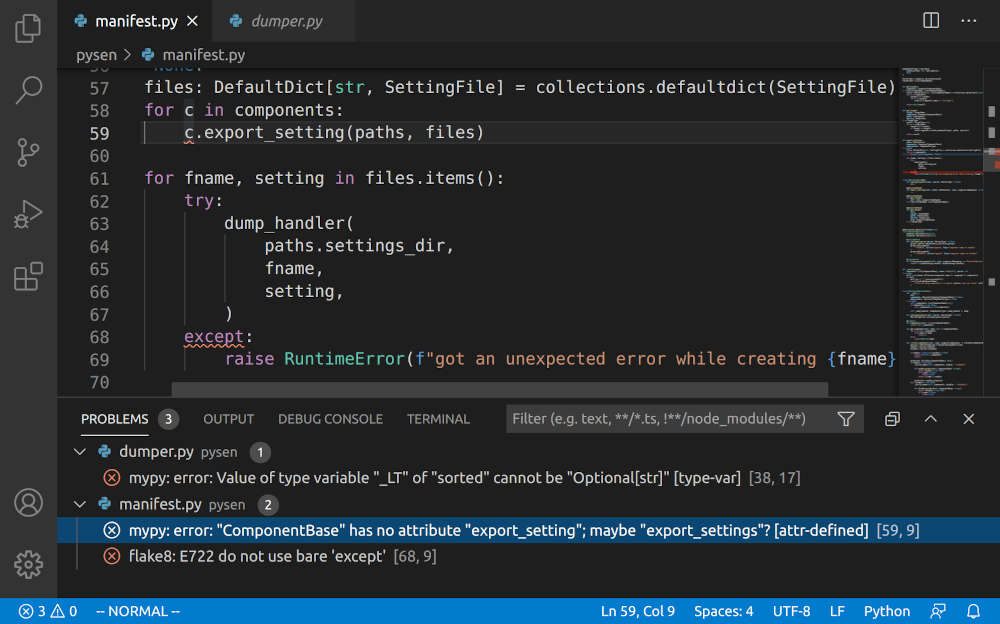 manifest.py
dumper.py
pysen > manifest.py
57 files: DefaultDict[str, SettingFile] = collections.defaultdict(SettingFile)
58 for c in components:
59 c.export_setting(paths, files)
60
61 for fname, setting in files.items():
62 try:
63 dump_handler(
64 paths.settings_dir,
65 fname,
66 setting,
67 )
68 except:
69 raise RuntimeError(f"got an unexpected error while creating {fname}
70
PROBLEMS 3 OUTPUT DEBUG CONSOLE TERMINAL Filter (e.g. text, **/*.ts, !**/node_modules/**)
dumper.py pysen 1
mypy: error: Value of type variable "_LT" of "sorted" cannot be "Optional[str]" [type-var] [38, 17]
manifest.py pysen 2
mypy: error: "ComponentBase" has no attribute "export_setting"; maybe "export_settings"? [attr-defined] [59, 9]
flake8: E722 do not use bare 'except' [68, 9]
3 0 -- NORMAL -- Ln 59, Col 9 Spaces: 4 UTF-8 LF Python